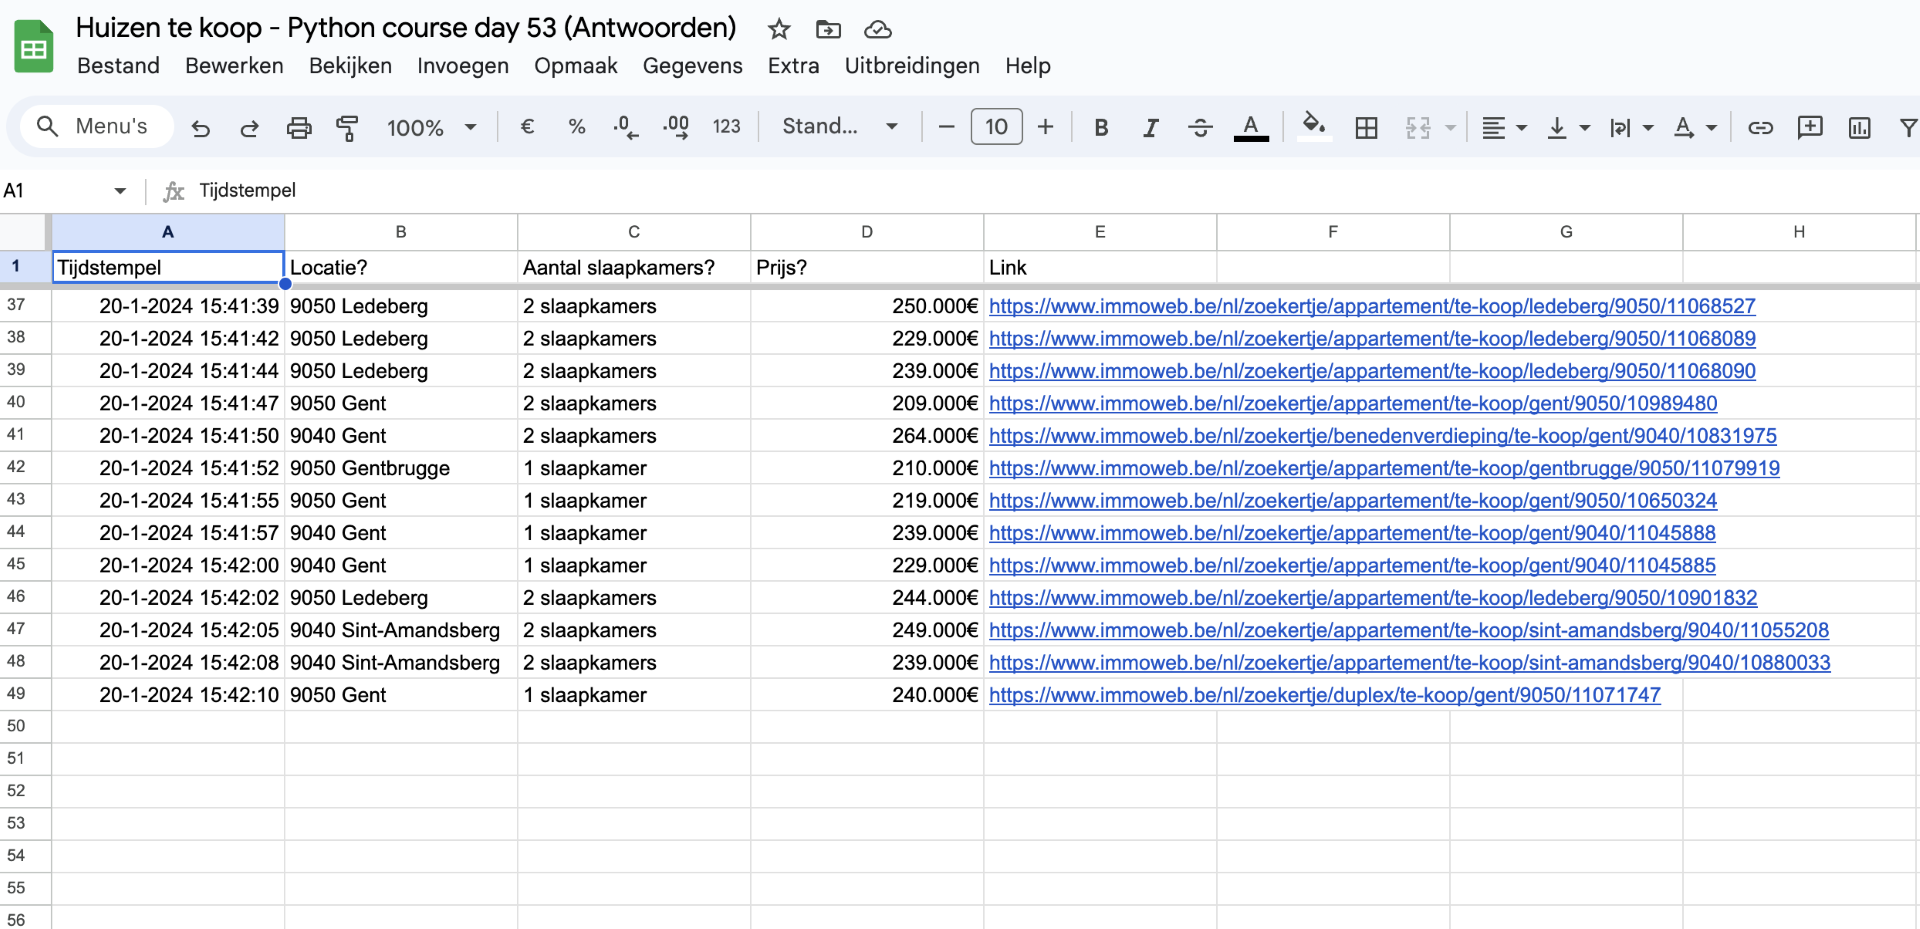 Huizen te koop - Python course day 53 (Antwoorden)
Bestand Bewerken Bekijken Invoegen Opmaak Gegevens Extra Uitbreidingen Help
Menu's 100% € % .0 .00 123 Stand... 10 B I A A
A1 fx Tijdstempel
A B C D E F G H
1 Tijdstempel Locatie? Aantal slaapkamers? Prijs? Link
37 20-1-2024 15:41:39 9050 Ledeberg 2 slaapkamers 250.000€ https://www.immoweb.be/nl/zoekertje/appartement/te-koop/ledeberg/9050/11068527
38 20-1-2024 15:41:42 9050 Ledeberg 2 slaapkamers 229.000€ https://www.immoweb.be/nl/zoekertje/appartement/te-koop/ledeberg/9050/11068089
39 20-1-2024 15:41:44 9050 Ledeberg 2 slaapkamers 239.000€ https://www.immoweb.be/nl/zoekertje/appartement/te-koop/ledeberg/9050/11068090
40 20-1-2024 15:41:47 9050 Gent 2 slaapkamers 209.000€ https://www.immoweb.be/nl/zoekertje/appartement/te-koop/gent/9050/10989480
41 20-1-2024 15:41:50 9040 Gent 2 slaapkamers 264.000€ https://www.immoweb.be/nl/zoekertje/benedenverdieping/te-koop/gent/9040/10831975
42 20-1-2024 15:41:52 9050 Gentbrugge 1 slaapkamer 210.000€ https://www.immoweb.be/nl/zoekertje/appartement/te-koop/gentbrugge/9050/11079919
43 20-1-2024 15:41:55 9050 Gent 1 slaapkamer 219.000€ https://www.immoweb.be/nl/zoekertje/appartement/te-koop/gent/9050/10650324
44 20-1-2024 15:41:57 9040 Gent 1 slaapkamer 239.000€ https://www.immoweb.be/nl/zoekertje/appartement/te-koop/gent/9040/11045888
45 20-1-2024 15:42:00 9040 Gent 1 slaapkamer 229.000€ https://www.immoweb.be/nl/zoekertje/appartement/te-koop/gent/9040/11045885
46 20-1-2024 15:42:02 9050 Ledeberg 2 slaapkamers 244.000€ https://www.immoweb.be/nl/zoekertje/appartement/te-koop/ledeberg/9050/10901832
47 20-1-2024 15:42:05 9040 Sint-Amandsberg 2 slaapkamers 249.000€ https://www.immoweb.be/nl/zoekertje/appartement/te-koop/sint-amandsberg/9040/11055208
48 20-1-2024 15:42:08 9040 Sint-Amandsberg 2 slaapkamers 239.000€ https://www.immoweb.be/nl/zoekertje/appartement/te-koop/sint-amandsberg/9040/10880033
49 20-1-2024 15:42:10 9050 Gent 1 slaapkamer 240.000€ https://www.immoweb.be/nl/zoekertje/duplex/te-koop/gent/9050/11071747
50
51
52
53
54
55
56